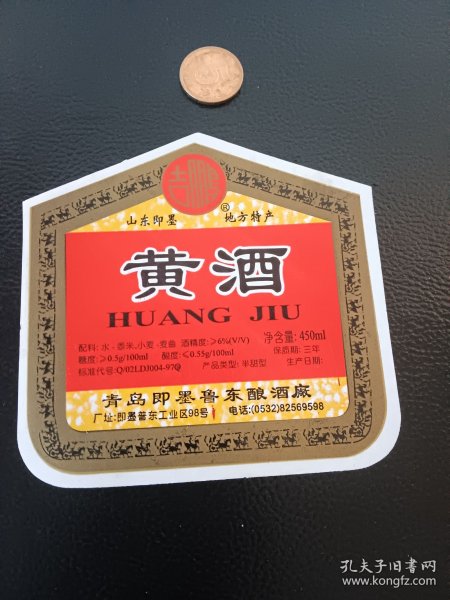 吉鹏
®
山东即墨 地方特产
黄酒
HUANG JIU
配料: 水·黍米,小麦·麦曲 酒精度: ≥6%(V/V) 净含量: 450ml
糖度: ≥0.5g/100ml 酸度: ≤0.55g/100ml 保质期: 三年
标准代号:Q/02LDJ004-97Q 产品类型: 半甜型 生产日期:
青岛即墨鲁东酿酒厰
厂址:即墨普东工业区98号 电话:(0532)82569598
孔夫子旧书网
www.kongfz.com